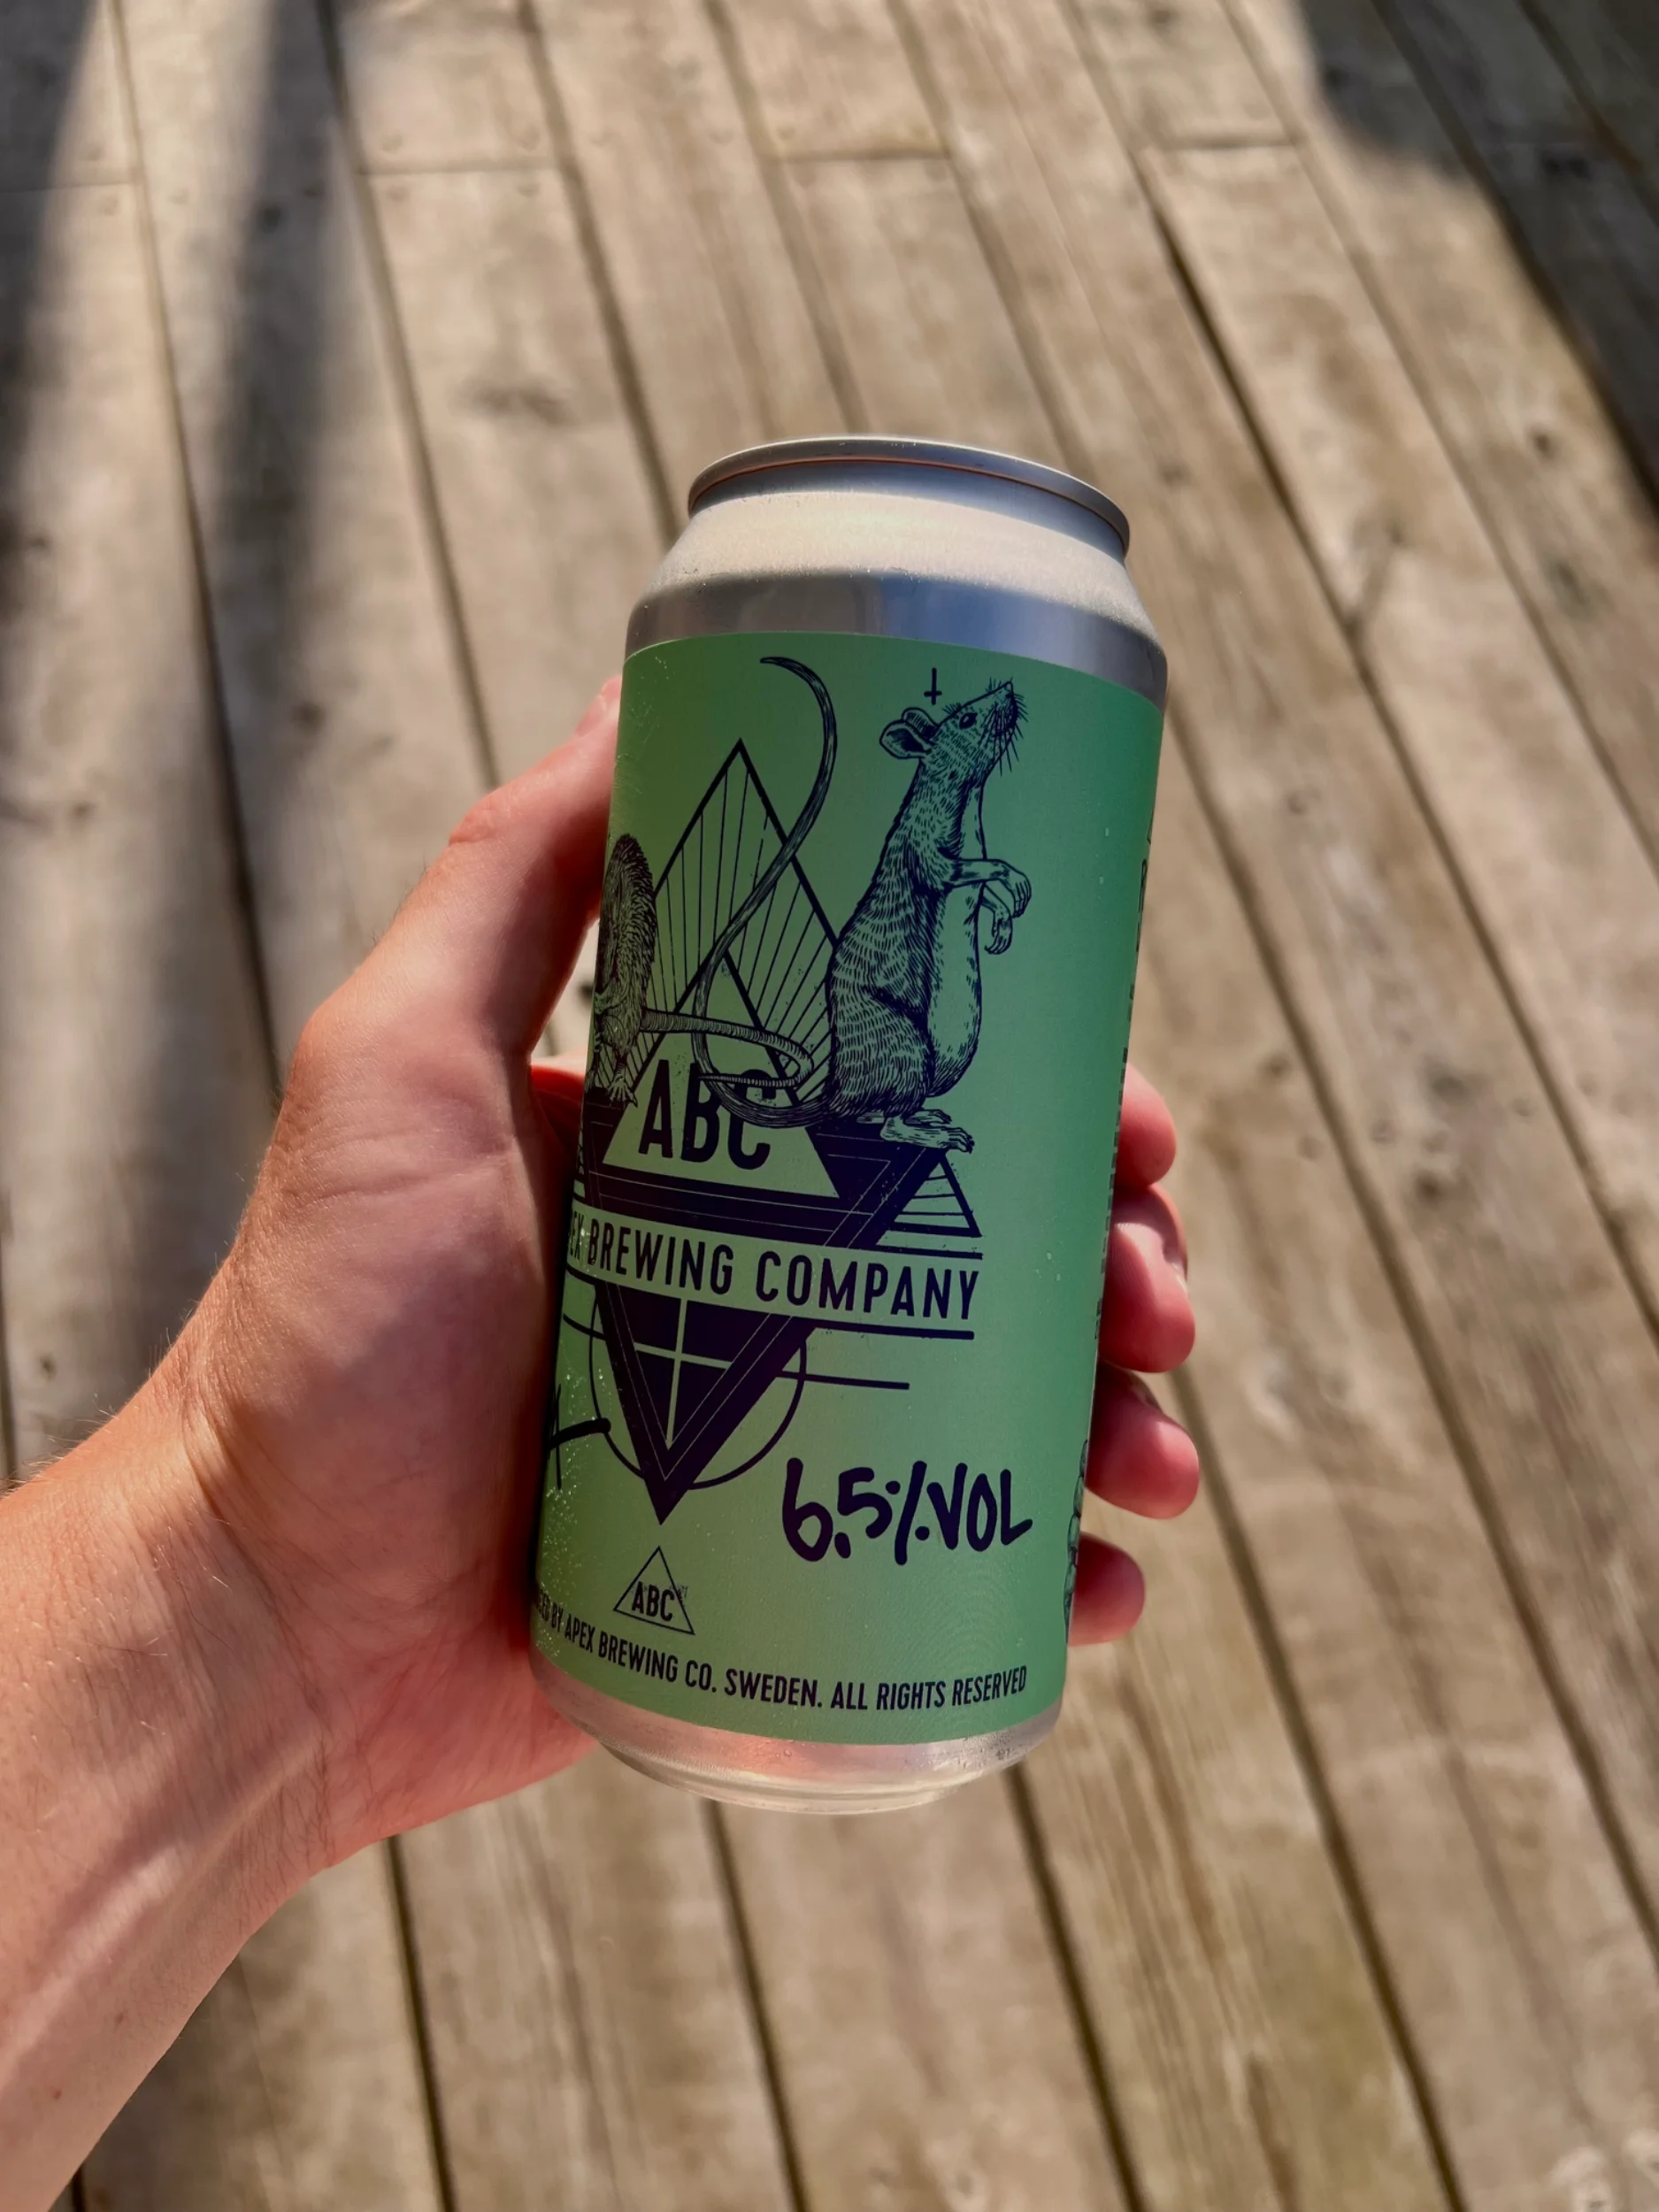 ABC
BREWING COMPANY
6.5%VOL
ABC
BY APEX BREWING CO. SWEDEN. ALL RIGHTS RESERVED